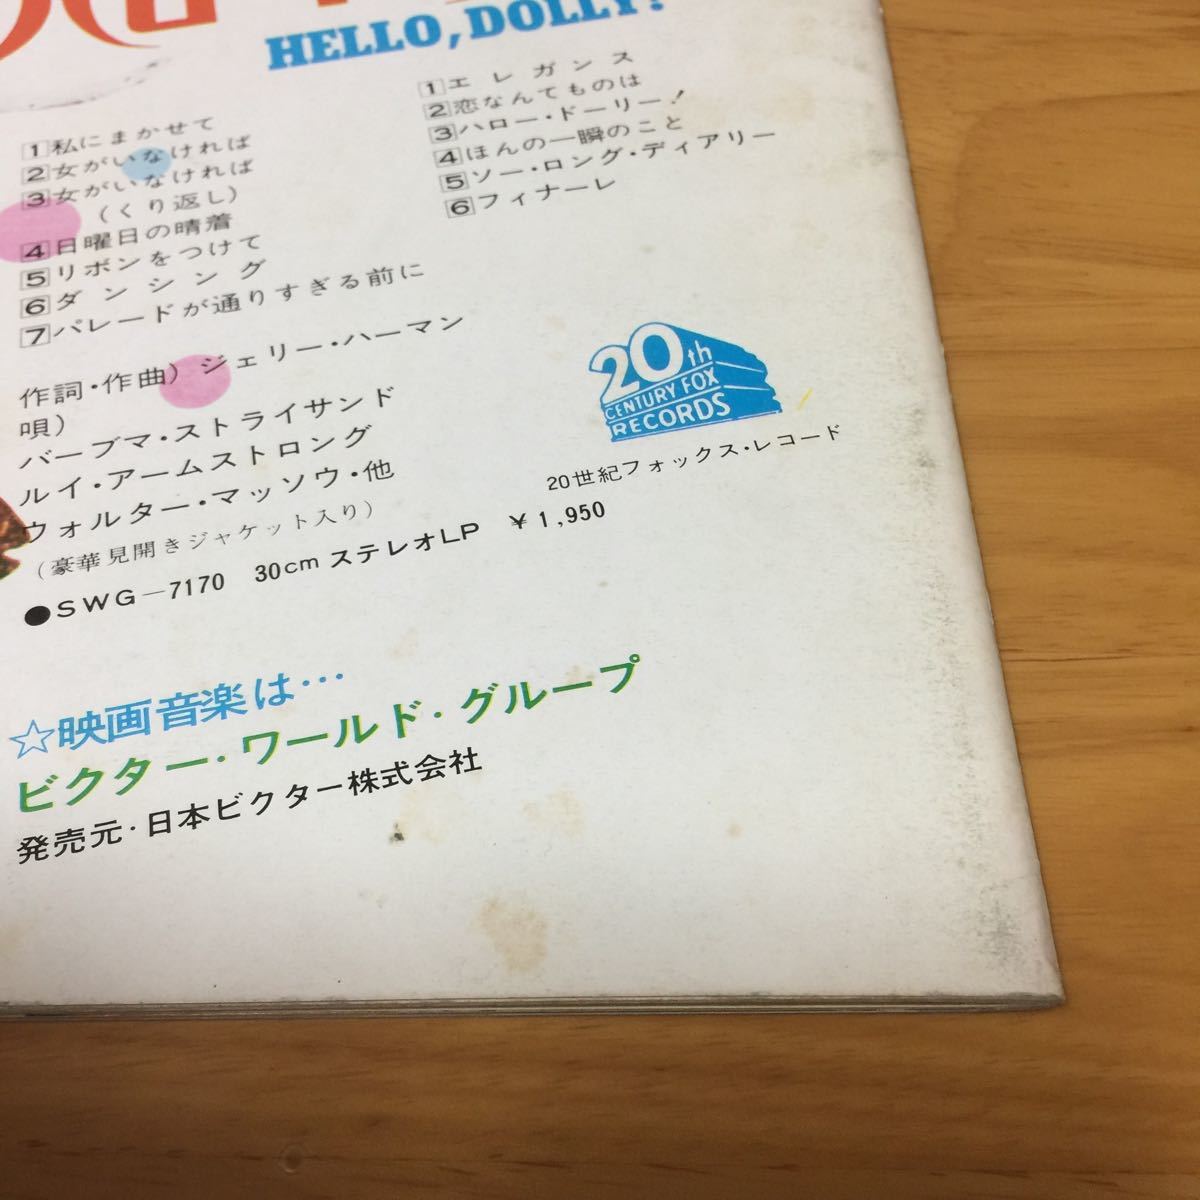 HELLO, DOLLY!
1 私にまかせて
2 女がいなければ
3 女がいなければ
(くり返し)
4 日曜日の晴着
5 リボンをつけて
6 ダンシング
7 パレードが通りすぎる前に
1 エレガンス
2 恋なんてものは
3 ハロー・ドーリー!
4 ほんの一瞬のこと
5 ソー・ロング・ディアリー
6 フィナーレ
作詞・作曲) ジェリー・ハーマン
唄)
バーブマ・ストライサンド
ルイ・アームストロング
ウォルター・マッソウ・他
(豪華見開きジャケット入り)
●SWG-7170 30cm ステレオLP ¥1,950
20th
CENTURY FOX
RECORDS
20世紀フォックス・レコード
☆映画音楽は…
ビクター・ワールド・グループ
発売元・日本ビクター株式会社